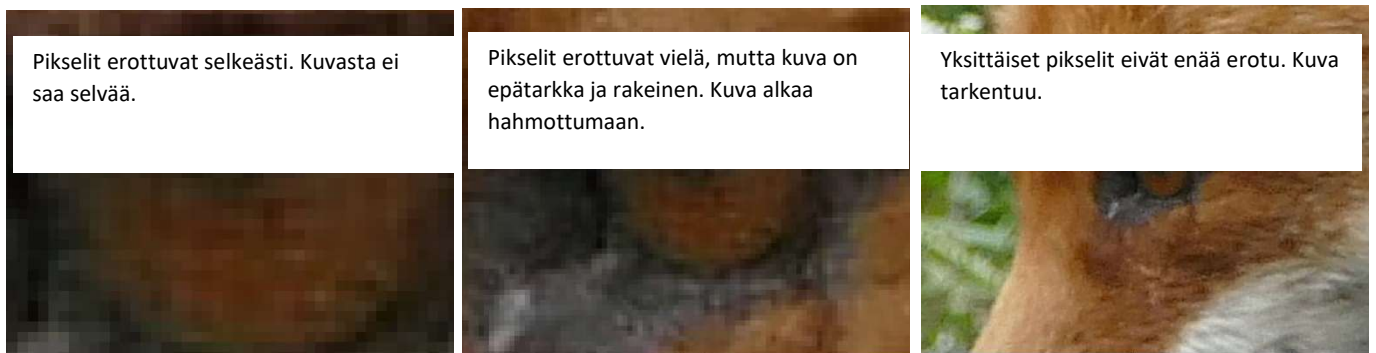 Pikselit erottuvat selkeästi. Kuvasta ei
saa selvää.
Pikselit erottuvat vielä, mutta kuva on
epätarkka ja rakeinen. Kuva alkaa
hahmottumaan.
Yksittäiset pikselit eivät enää erotu. Kuva
tarkentuu.